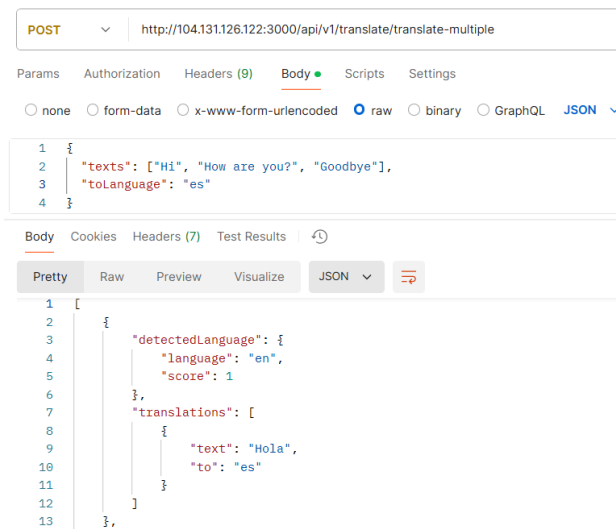 POST http://104.131.126.122:3000/api/v1/translate/translate-multiple
Params Authorization Headers (9) Body Scripts Settings
none form-data x-www-form-urlencoded raw binary GraphQL JSON
1 {
2 "texts": ["Hi", "How are you?", "Goodbye"],
3 "toLanguage": "es"
4 }
Body Cookies Headers (7) Test Results
Pretty Raw Preview Visualize JSON
1 [
2 {
3 "detectedLanguage": {
4 "language": "en",
5 "score": 1
6 },
7 "translations": [
8 {
9 "text": "Hola",
10 "to": "es"
11 }
12 ]
13 },